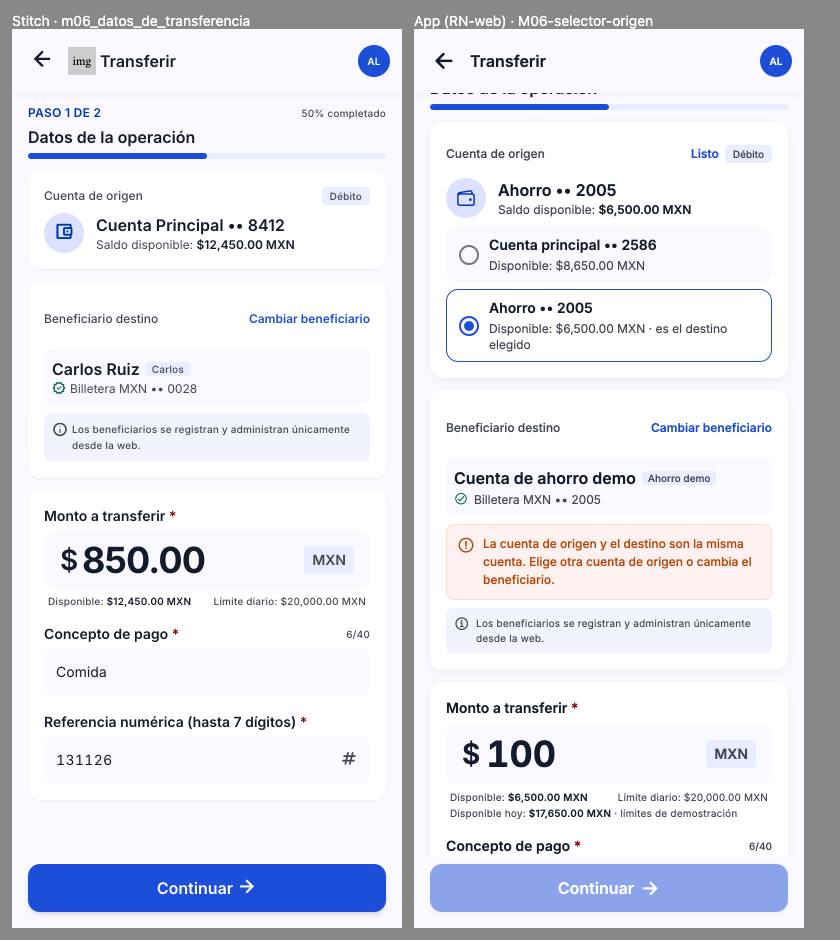 Stitch · m06_datos_de_transferencia
img Transferir
AL
PASO 1 DE 2
50% completado
Datos de la operación
Cuenta de origen
Débito
Cuenta Principal •• 8412
Saldo disponible: $12,450.00 MXN
Beneficiario destino
Cambiar beneficiario
Carlos Ruiz Carlos
Billetera MXN •• 0028
Los beneficiarios se registran y administran únicamente
desde la web.
Monto a transferir *
$ 850.00
MXN
Disponible: $12,450.00 MXN
Límite diario: $20,000.00 MXN
Concepto de pago *
6/40
Comida
Referencia numérica (hasta 7 dígitos) *
131126
#
Continuar →
App (RN-web) · M06-selector-origen
Transferir
AL
Datos de la operación
Cuenta de origen
Listo
Débito
Ahorro •• 2005
Saldo disponible: $6,500.00 MXN
Cuenta principal •• 2586
Disponible: $8,650.00 MXN
Ahorro •• 2005
Disponible: $6,500.00 MXN · es el destino
elegido
Beneficiario destino
Cambiar beneficiario
Cuenta de ahorro demo Ahorro demo
Billetera MXN •• 2005
La cuenta de origen y el destino son la misma
cuenta. Elige otra cuenta de origen o cambia el
beneficiario.
Los beneficiarios se registran y administran únicamente
desde la web.
Monto a transferir *
$ 100
MXN
Disponible: $6,500.00 MXN
Límite diario: $20,000.00 MXN
Disponible hoy: $17,650.00 MXN · límites de demostración
Concepto de pago *
6/40
Continuar →